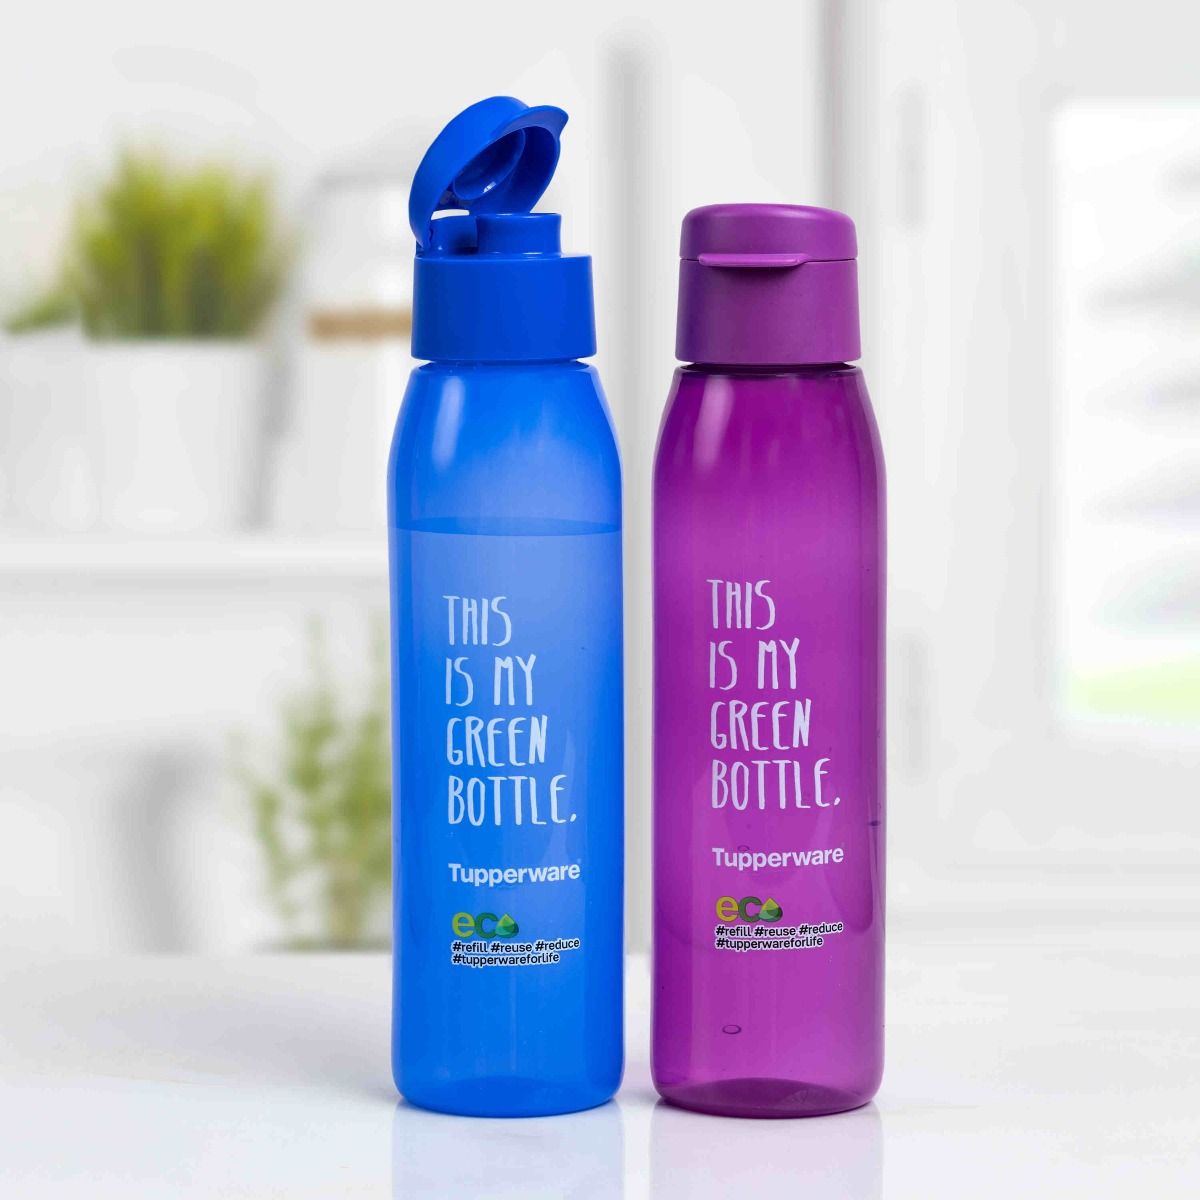 THIS
IS MY
GREEN
BOTTLE.
Tupperware
eco
#refill #reuse #reduce
#tupperwareforlife
THIS
IS MY
GREEN
BOTTLE.
Tupperware
eco
#refill #reuse #reduce
#tupperwareforlife